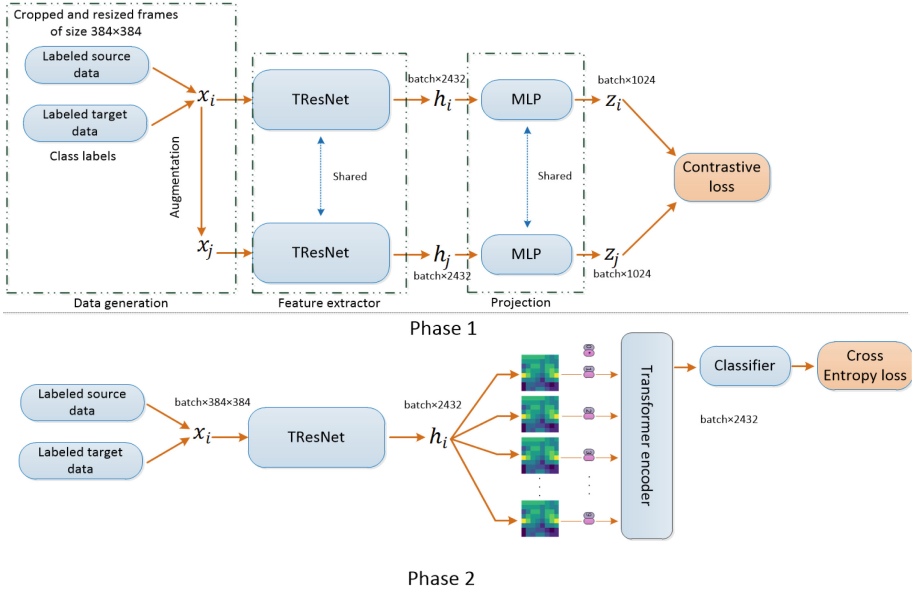 Cropped and resized frames
of size 384×384
Labeled source
data
Labeled target
data
Class labels
x_i
Augmentation
x_j
Data generation
TResNet
Shared
TResNet
Feature extractor
batch×2432
h_i
h_j
batch×2432
MLP
Shared
MLP
Projection
batch×1024
z_i
z_j
batch×1024
Contrastive
loss
Phase 1
Labeled source
data
Labeled target
data
batch×384×384
x_i
TResNet
batch×2432
h_i
Transformer encoder
Classifier
batch×2432
Cross
Entropy loss
Phase 2